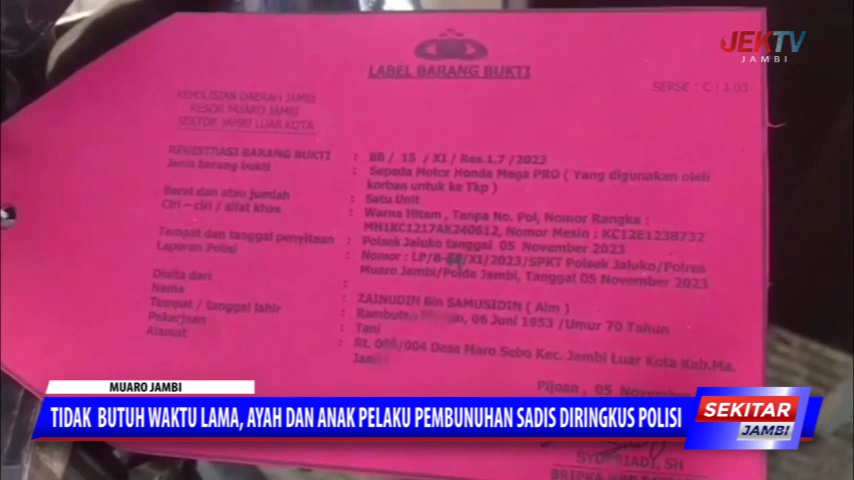 JEKTV
JAMBI
LABEL BARANG BUKTI
SERSE : C : 1.03
KEPOLISIAN DAERAH JAMBI
RESOR MUARO JAMBI
SEKTOR JAMBI LUAR KOTA
REGISTRASI BARANG BUKTI : BB / 15 / XI / Res.1.7 /2023
Jenis barang bukti : Sepeda Motor Honda Mega PRO ( Yang digunakan oleh
korban untuk ke Tkp )
Berat dan atau jumlah : Satu Unit
Ciri - ciri / sifat khas : Warna Hitam , Tanpa No. Pol, Nomor Rangka :
MH1KC1217AK240612, Nomor Mesin : KC12E1238732
Tempat dan tanggal penyitaan : Polsek Jaluko tanggal 05 November 2023
Laporan Polisi : Nomor : LP/B- /XI/2023/SPKT Polsek Jaluko/Polres
Muaro Jambi/Polda Jambi, Tanggal 05 November 2023
Disita dari :
Nama : ZAINUDIN Bin SAMUSIDIN ( Alm )
Tempat / tanggal lahir : Rambutan 06 Juni 1953 /Umur 70 Tahun
Pekerjaan : Tani
Alamat : Rt. /004 Desa Maro Sebo Kec. Jambi Luar Kota Kab.Ma.
Pijoan, 05 Novem
MUARO JAMBI
TIDAK BUTUH WAKTU LAMA, AYAH DAN ANAK PELAKU PEMBUNUHAN SADIS DIRINGKUS POLISI
SEKITAR
JAMBI
SH